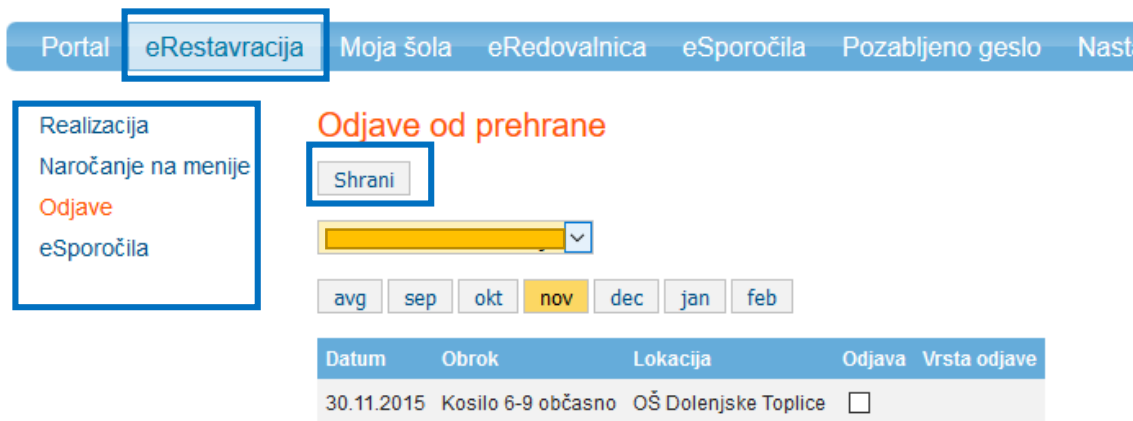 Portal eRestavracija Moja šola eRedovalnica eSporočila Pozabljeno geslo
Realizacija
Naročanje na menije
Odjave
eSporočila
Odjave od prehrane
Shrani
avg sep okt nov dec jan feb
Datum Obrok Lokacija Odjava Vrsta odjave
30.11.2015 Kosilo 6-9 občasno OŠ Dolenjske Toplice